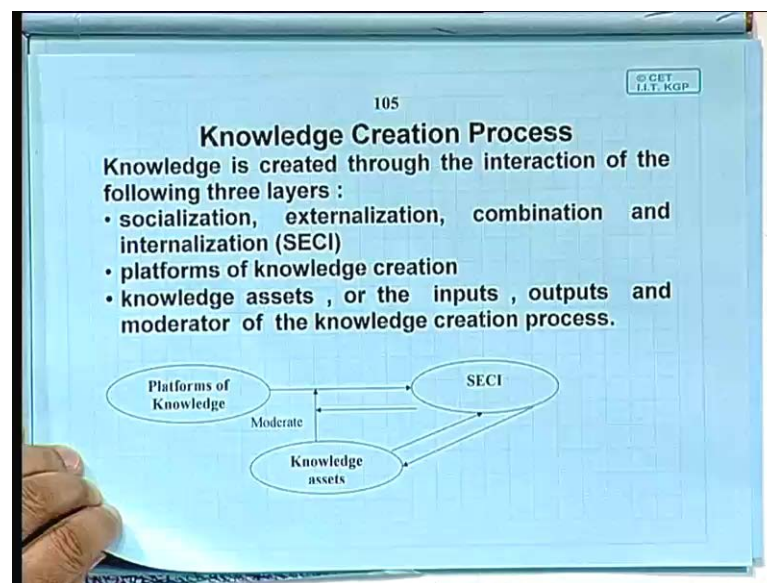 © CET
I.I.T. KGP
105
Knowledge Creation Process
Knowledge is created through the interaction of the
following three layers :
• socialization, externalization, combination and
internalization (SECI)
• platforms of knowledge creation
• knowledge assets , or the inputs , outputs and
moderator of the knowledge creation process.
Platforms of
Knowledge
SECI
Moderate
Knowledge
assets